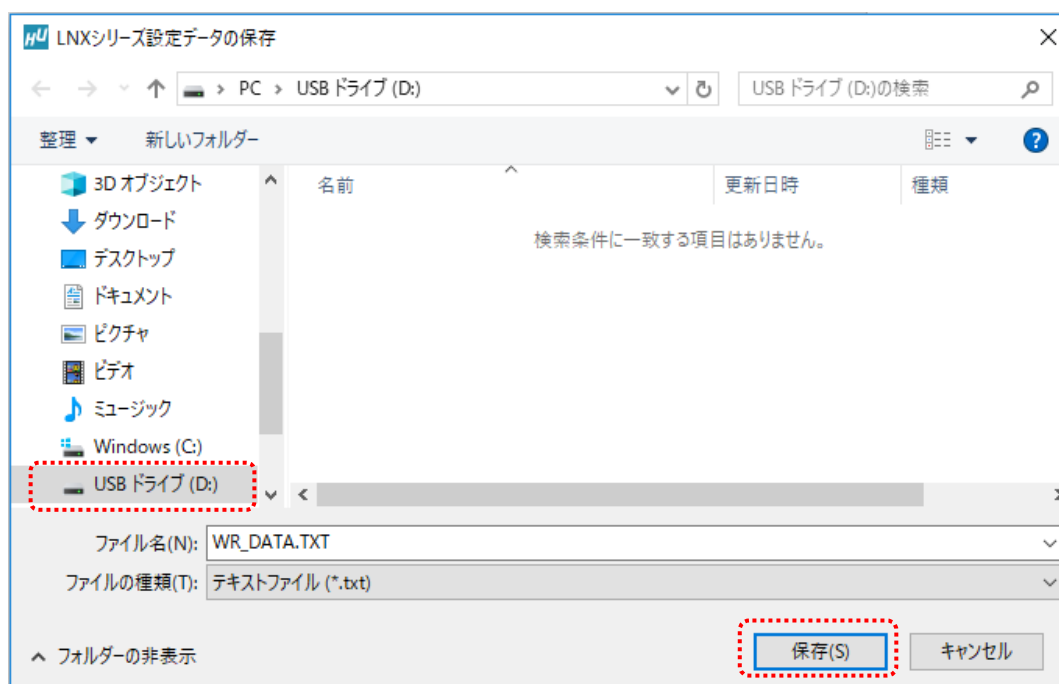 HU LNXシリーズ設定データの保存
PC › USB ドライブ (D:)
USB ドライブ (D:)の検索
整理 新しいフォルダー
?
名前 更新日時 種類
検索条件に一致する項目はありません。
3D オブジェクト
ダウンロード
デスクトップ
ドキュメント
ピクチャ
ビデオ
ミュージック
Windows (C:)
USB ドライブ (D:)
ファイル名(N): WR_DATA.TXT
ファイルの種類(T): テキストファイル (*.txt)
フォルダーの非表示
保存(S) キャンセル